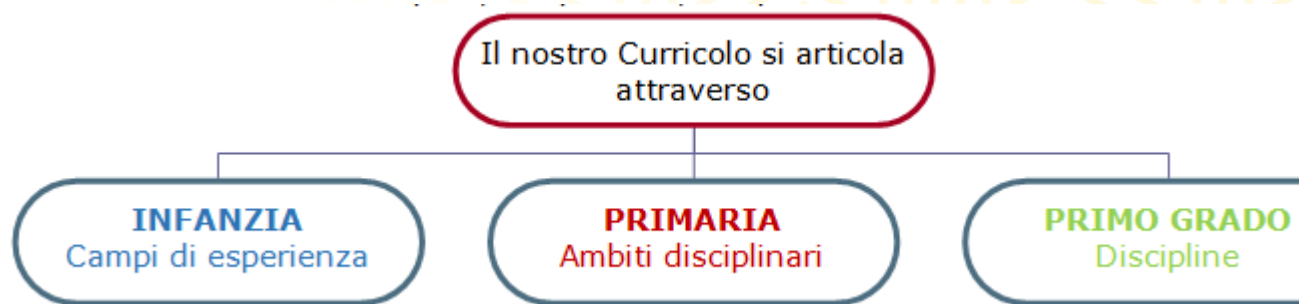 Il nostro Curricolo si articola
attraverso
INFANZIA
Campi di esperienza
PRIMARIA
Ambiti disciplinari
PRIMO GRADO
Discipline